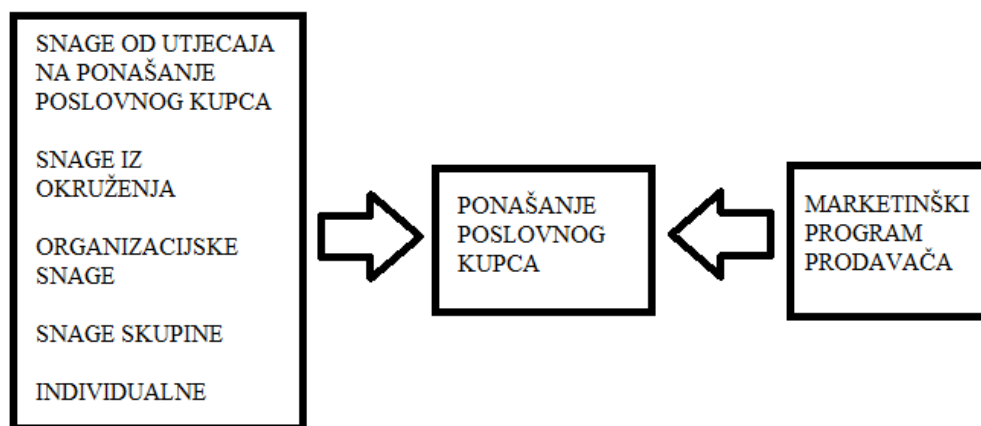 SNAGE OD UTJECAJA
NA PONAŠANJE
POSLOVNOG KUPCA
SNAGE IZ
OKRUŽENJA
ORGANIZACIJSKE
SNAGE
SNAGE SKUPINE
INDIVIDUALNE
PONAŠANJE
POSLOVNOG
KUPCA
MARKETINŠKI
PROGRAM
PRODAVAČA